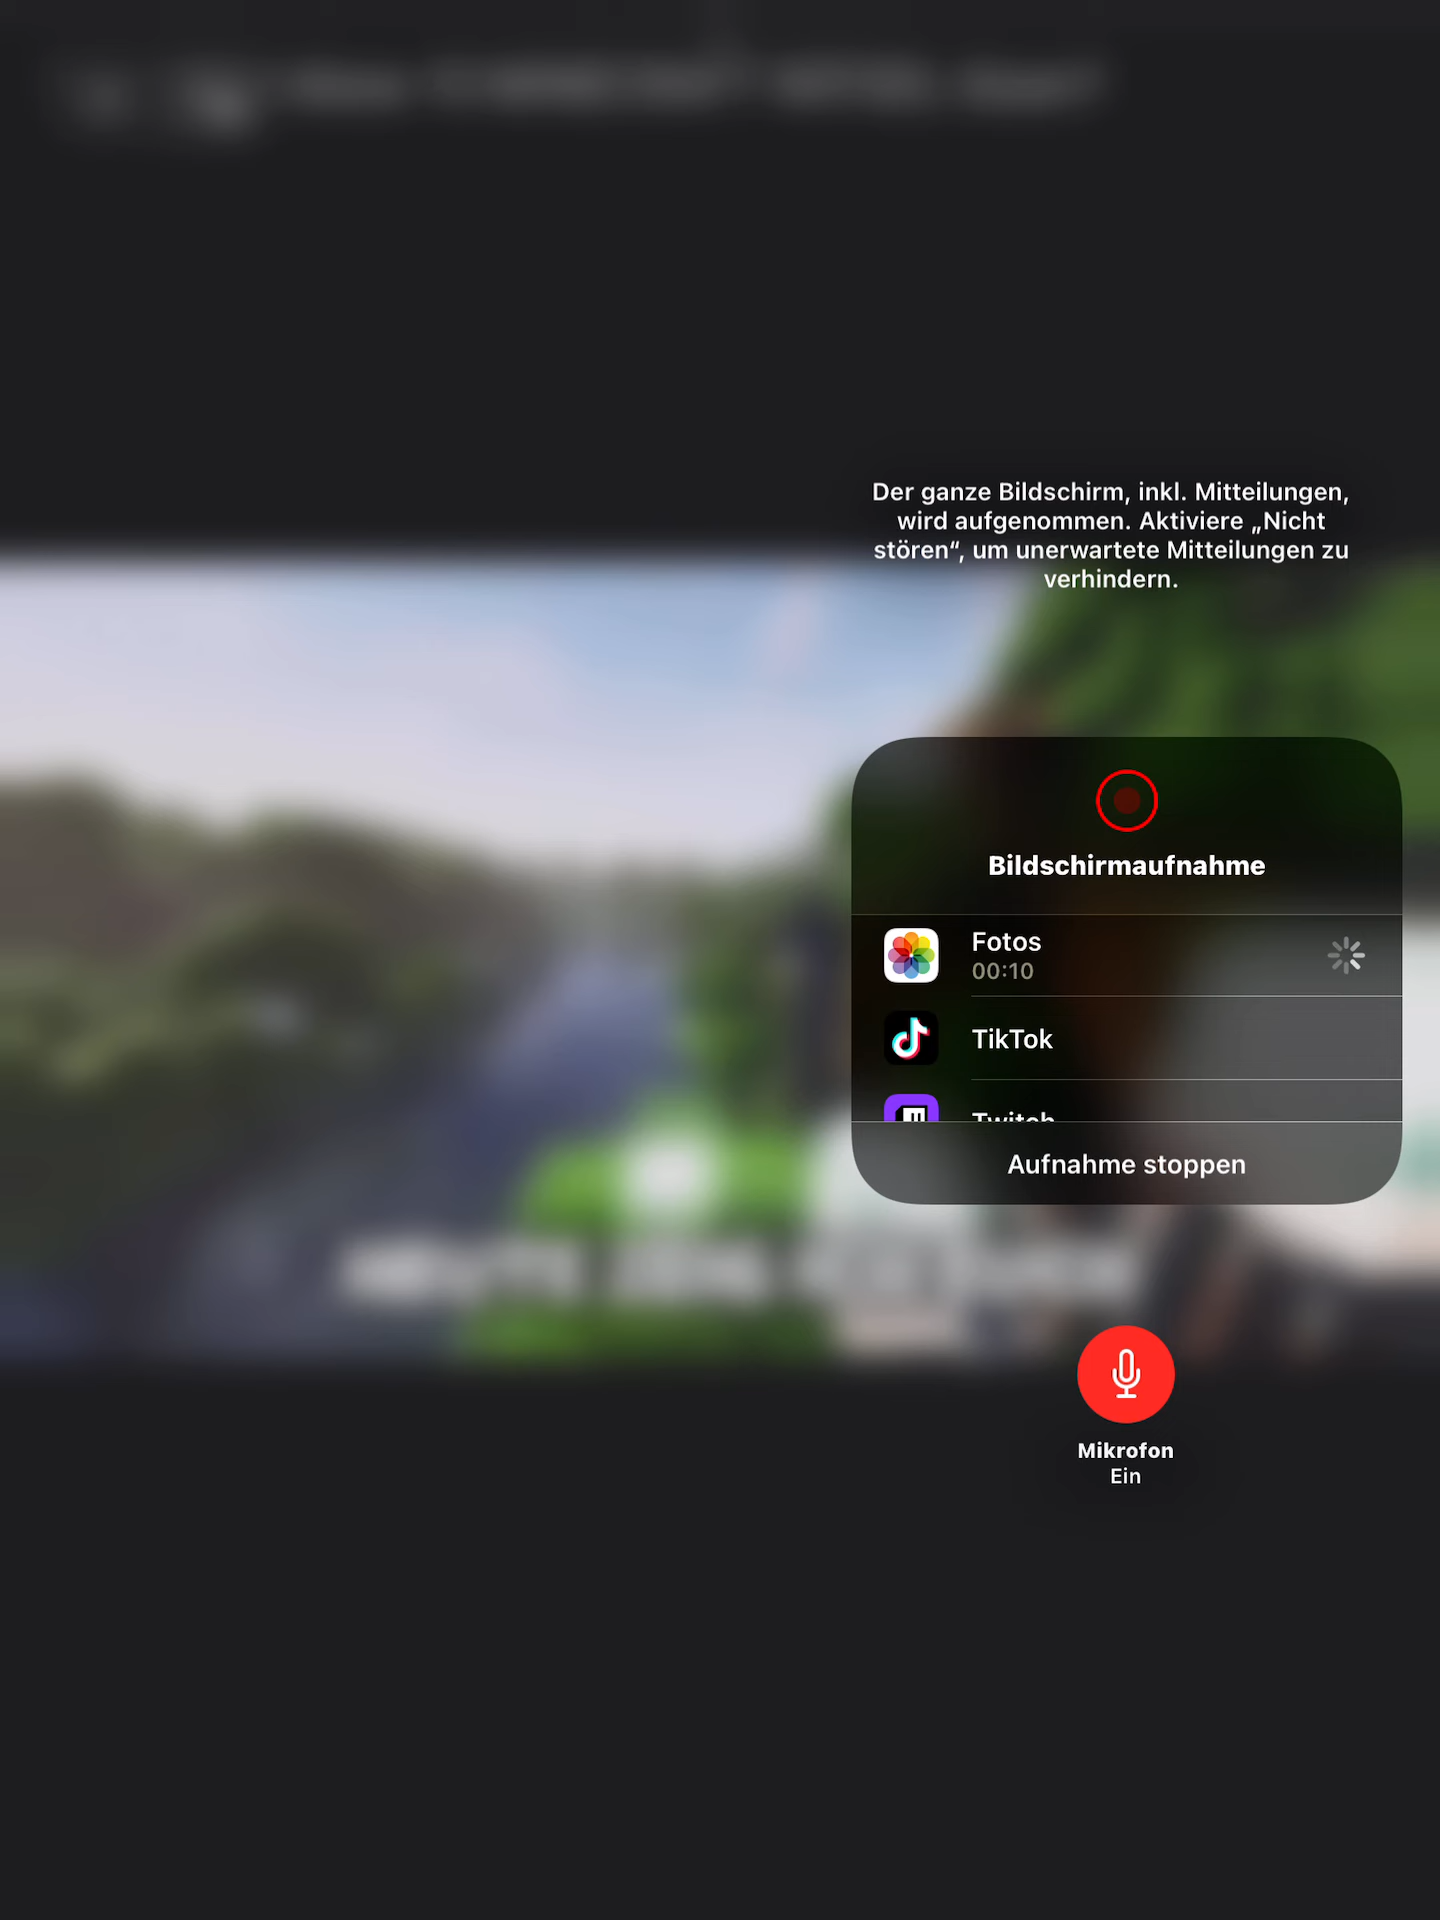 Der ganze Bildschirm, inkl. Mitteilungen,
wird aufgenommen. Aktiviere „Nicht
stören“, um unerwartete Mitteilungen zu
verhindern.
Bildschirmaufnahme
Fotos
00:10
TikTok
Twitch
Aufnahme stoppen
Mikrofon
Ein